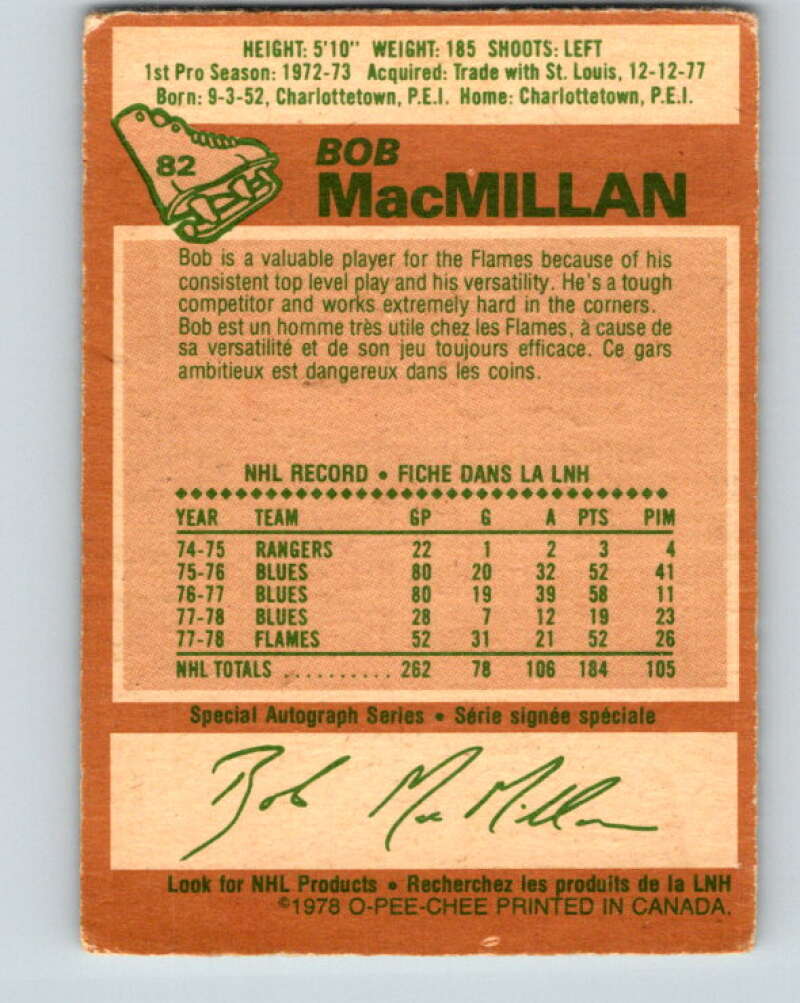 HEIGHT: 5'10" WEIGHT: 185 SHOOTS: LEFT
1st Pro Season: 1972-73 Acquired: Trade with St. Louis, 12-12-77
Born: 9-3-52, Charlottetown, P.E.I. Home: Charlottetown, P.E.I.
82
BOB
MacMILLAN
Bob is a valuable player for the Flames because of his
consistent top level play and his versatility. He's a tough
competitor and works extremely hard in the corners.
Bob est un homme très utile chez les Flames, à cause de
sa versatilité et de son jeu toujours efficace. Ce gars
ambitieux est dangereux dans les coins.
NHL RECORD • FICHE DANS LA LNH
YEAR TEAM GP G A PTS PIM
74-75 RANGERS 22 1 2 3 4
75-76 BLUES 80 20 32 52 41
76-77 BLUES 80 19 39 58 11
77-78 BLUES 28 7 12 19 23
77-78 FLAMES 52 31 21 52 26
NHL TOTALS .......... 262 78 106 184 105
Special Autograph Series • Série signée spéciale
Bob MacMillan
Look for NHL Products • Recherchez les produits de la LNH
©1978 O-PEE-CHEE PRINTED IN CANADA.